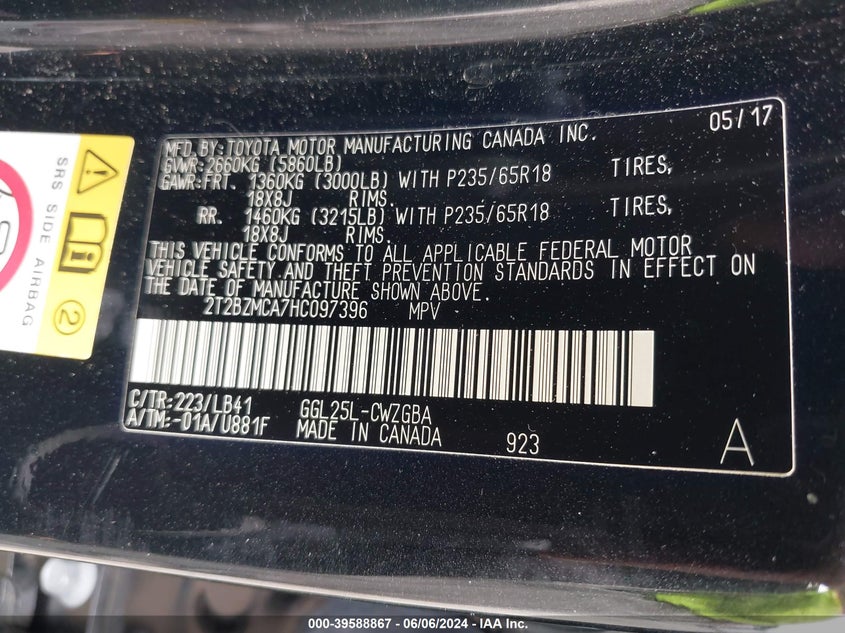 MFD. BY: TOYOTA MOTOR MANUFACTURING CANADA INC. 05/17
GVWR: 2660KG (5860LB)
GAWR: FRT. 1360KG (3000LB) WITH P235/65R18 TIRES,
18X8J RIMS.
RR. 1460KG (3215LB) WITH P235/65R18 TIRES,
18X8J RIMS.
THIS VEHICLE CONFORMS TO ALL APPLICABLE FEDERAL MOTOR
VEHICLE SAFETY AND THEFT PREVENTION STANDARDS IN EFFECT ON
THE DATE OF MANUFACTURE SHOWN ABOVE.
2T2BZMCA7HC097396 MPV
C/TR: 223/LB41 GGL25L-CWZGBA
A/TM: -01A/U881F MADE IN CANADA 923 A
SRS SIDE AIRBAG
2
000-39588867 - 06/06/2024 - IAA Inc.